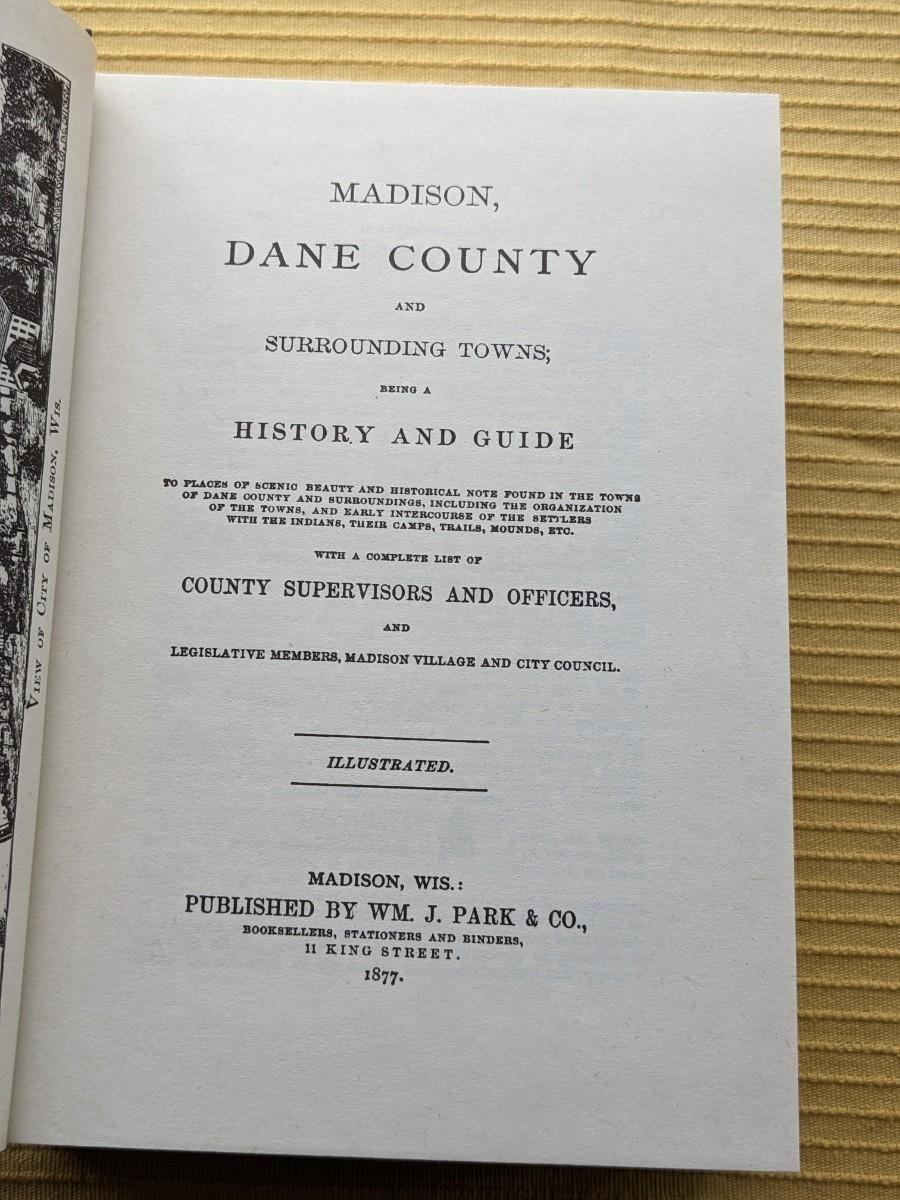 MADISON,
DANE COUNTY
AND
SURROUNDING TOWNS;
BEING A
HISTORY AND GUIDE
TO PLACES OF SCENIC BEAUTY AND HISTORICAL NOTE FOUND IN THE TOWNS
OF DANE COUNTY AND SURROUNDINGS, INCLUDING THE ORGANIZATION
OF THE TOWNS, AND EARLY INTERCOURSE OF THE SETTLERS
WITH THE INDIANS, THEIR CAMPS, TRAILS, MOUNDS, ETC.
WITH A COMPLETE LIST OF
COUNTY SUPERVISORS AND OFFICERS,
AND
LEGISLATIVE MEMBERS, MADISON VILLAGE AND CITY COUNCIL.
ILLUSTRATED.
MADISON, WIS.:
PUBLISHED BY WM. J. PARK & CO.,
BOOKSELLERS, STATIONERS AND BINDERS,
11 KING STREET.
1877.
VIEW OF CITY OF MADISON, WIS.